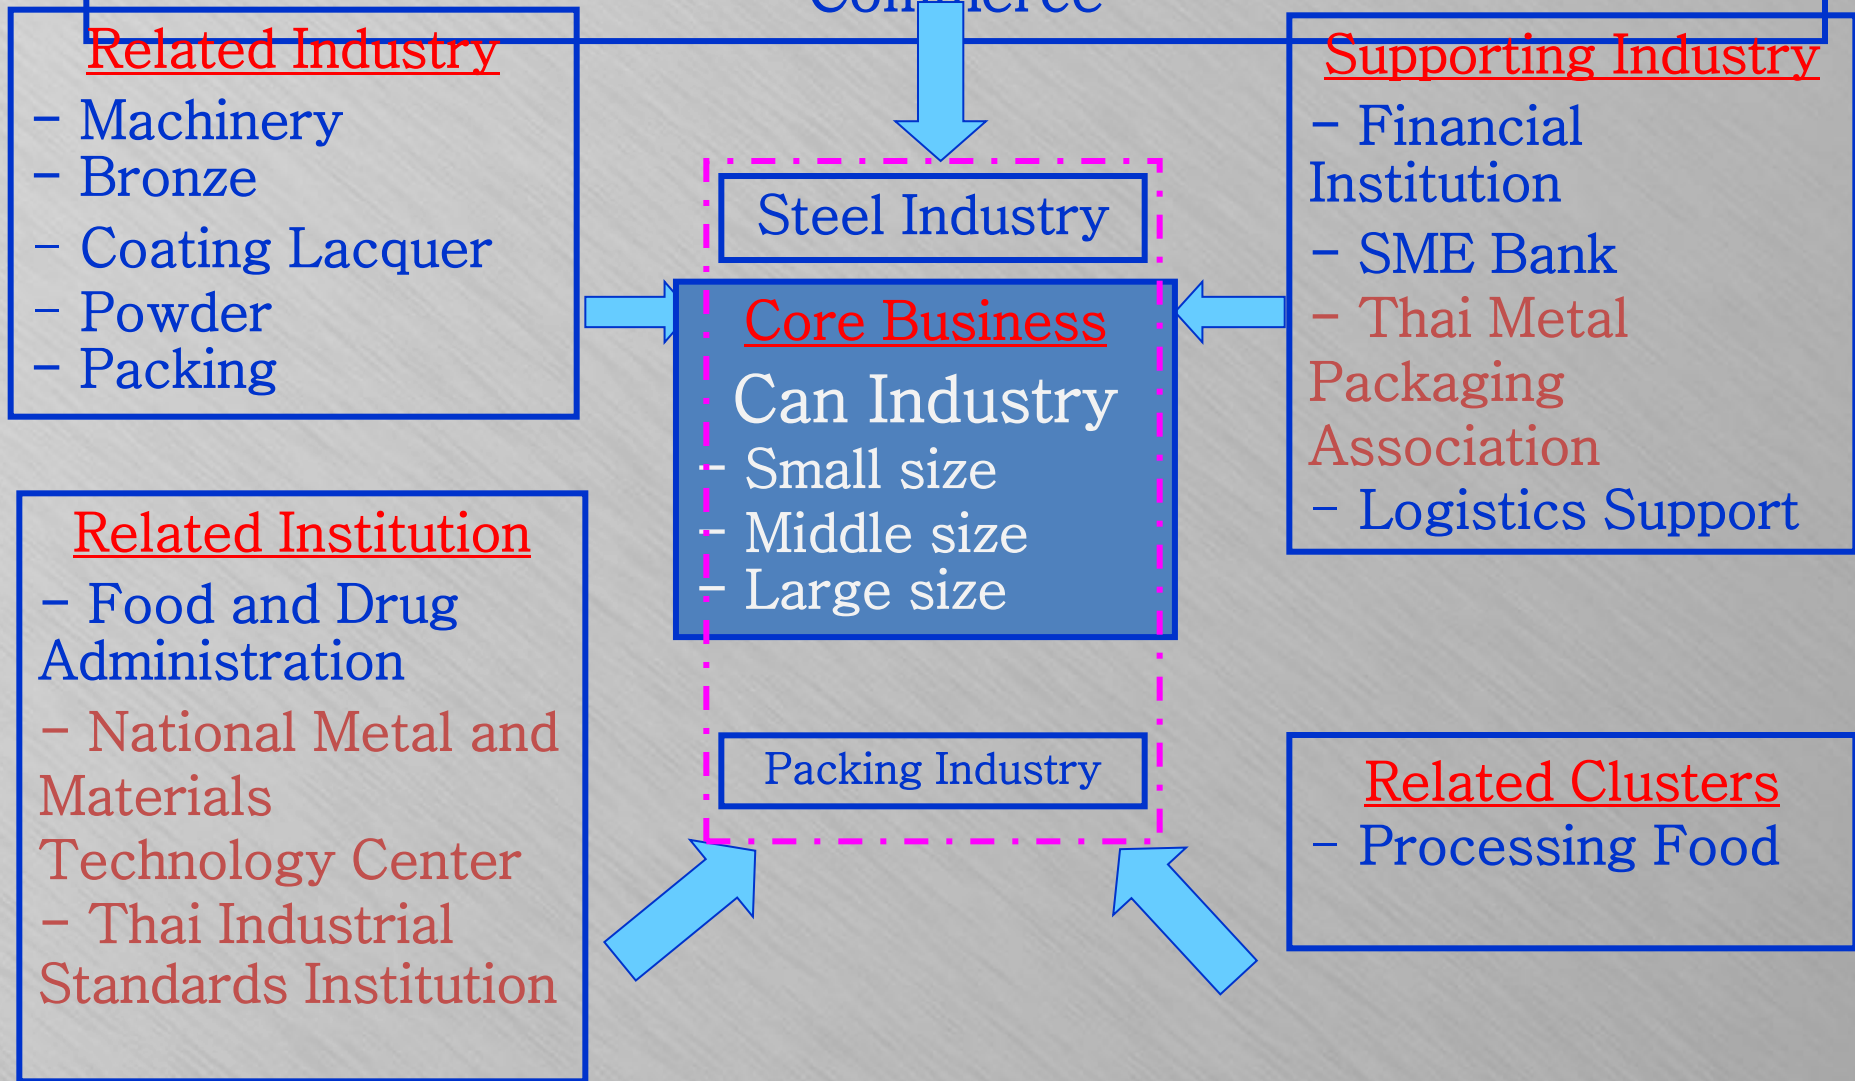 Commerce
Related Industry
- Machinery
- Bronze
- Coating Lacquer
- Powder
- Packing
Steel Industry
Core Business
Can Industry
- Small size
- Middle size
- Large size
Packing Industry
Supporting Industry
- Financial
Institution
- SME Bank
- Thai Metal
Packaging
Association
- Logistics Support
Related Institution
- Food and Drug
Administration
- National Metal and
Materials
Technology Center
- Thai Industrial
Standards Institution
Related Clusters
- Processing Food